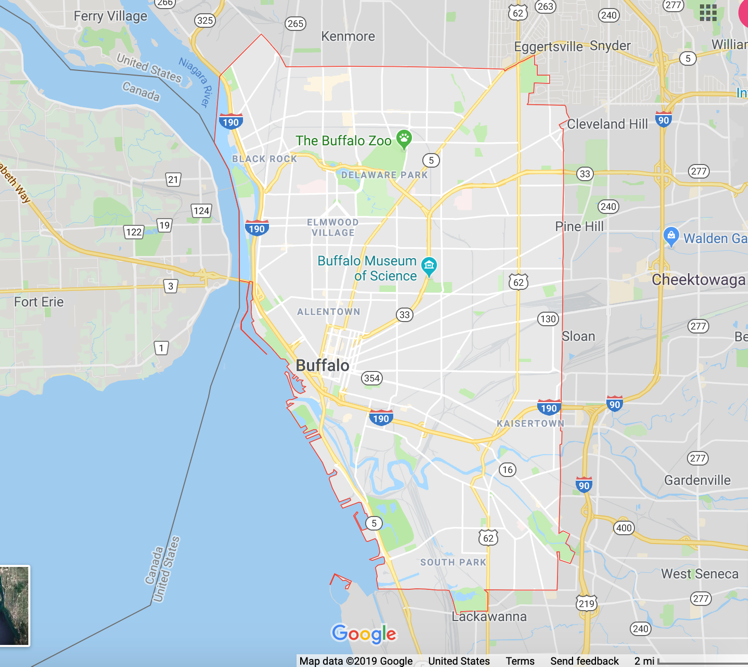 266
Ferry Village
325
265
Kenmore
62
263
240
277
Eggertsville
Snyder
5
United States
Canada
Niagara River
190
Cleveland Hill
90
The Buffalo Zoo
5
BLACK ROCK
DELAWARE PARK
33
277
21
124
19
122
240
ELMWOOD
VILLAGE
190
Pine Hill
Walden Ga
Buffalo Museum
of Science
62
Cheektowaga
3
Fort Erie
ALLENTOWN
33
130
277
1
Sloan
Buffalo
354
190
190
90
KAISERTOWN
277
16
90
Gardenville
5
62
400
Canada
United States
SOUTH PARK
West Seneca
219
277
Lackawanna
240
Google
Map data ©2019 Google United States Terms Send feedback 2 mi